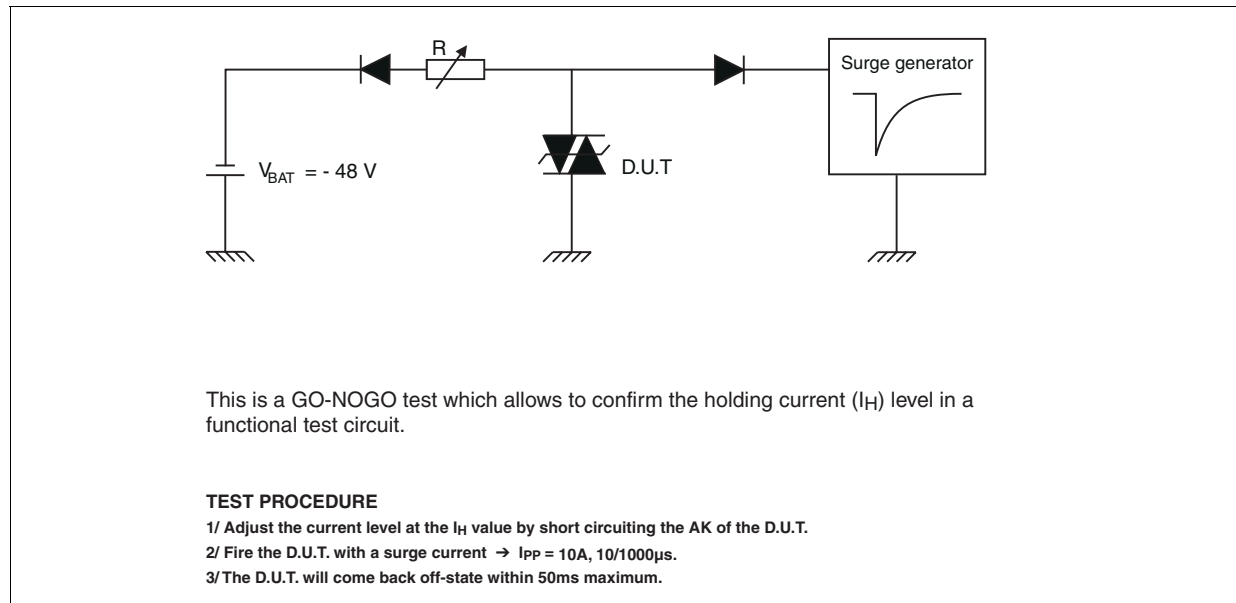 R
Surge generator
V_BAT = - 48 V
D.U.T
This is a GO-NOGO test which allows to confirm the holding current (I_H) level in a
functional test circuit.
TEST PROCEDURE
1/ Adjust the current level at the I_H value by short circuiting the AK of the D.U.T.
2/ Fire the D.U.T. with a surge current → I_PP = 10A, 10/1000μs.
3/ The D.U.T. will come back off-state within 50ms maximum.